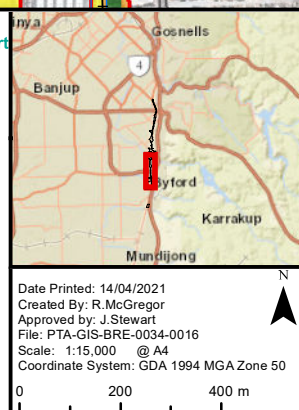 Gosnells
4
Banjup
Byford
Karrakup
Mundijong
N
Date Printed: 14/04/2021
Created By: R.McGregor
Approved by: J.Stewart
File: PTA-GIS-BRE-0034-0016
Scale: 1:15,000 @ A4
Coordinate System: GDA 1994 MGA Zone 50
0 200 400 m